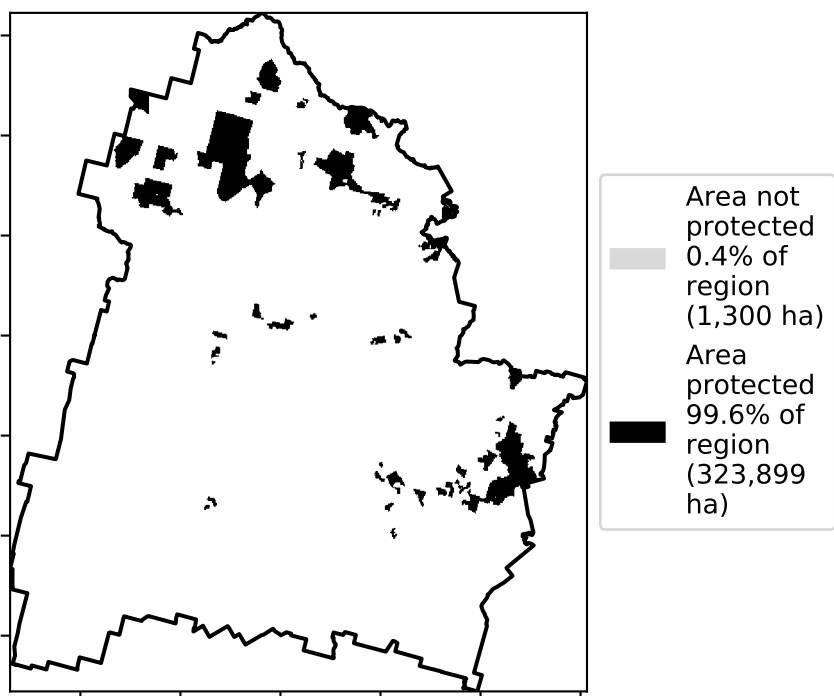 Area not
protected
0.4% of
region
(1,300 ha)
Area
protected
99.6% of
region
(323,899
ha)